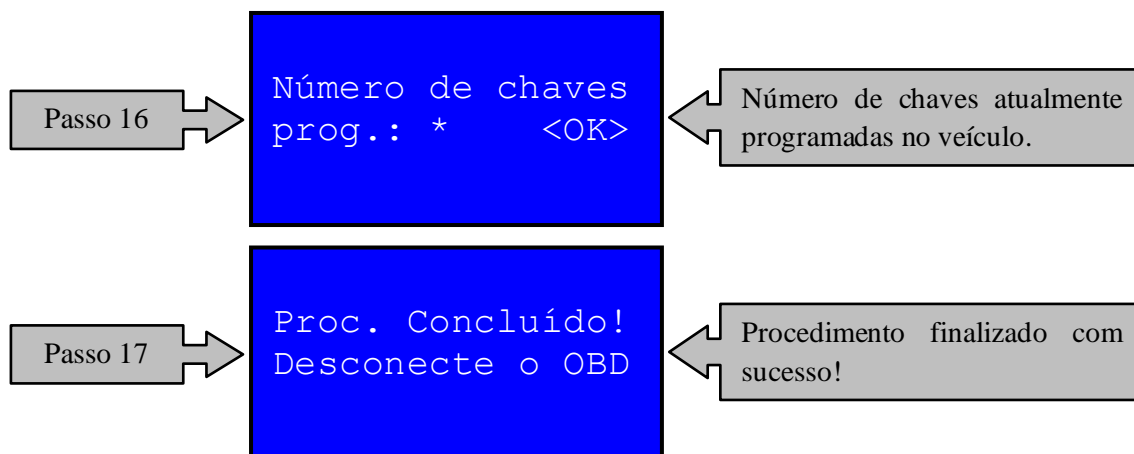 Passo 16
Número de chaves
prog.: * <OK>
Número de chaves atualmente
programadas no veículo.
Passo 17
Proc. Concluído!
Desconecte o OBD
Procedimento finalizado com
sucesso!